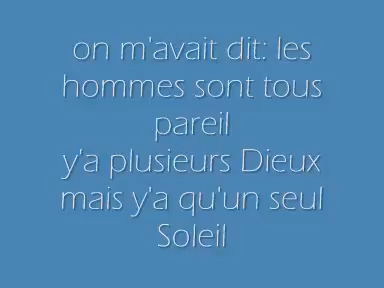 on m'avait dit: les
hommes sont tous
pareil
y'a plusieurs Dieux
mais y'a qu'un seul
Soleil